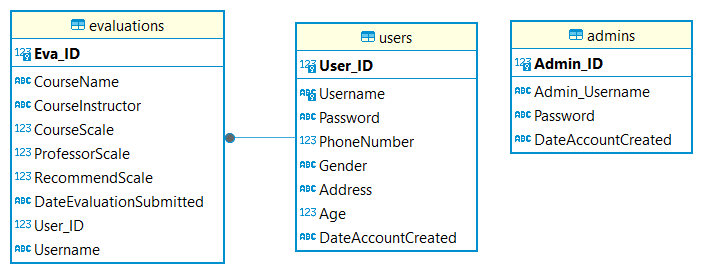 evaluations
123 Eva_ID
ABC CourseName
ABC CourseInstructor
123 CourseScale
123 ProfessorScale
123 RecommendScale
ABC DateEvaluationSubmitted
123 User_ID
ABC Username
users
123 User_ID
ABC Username
ABC Password
123 PhoneNumber
ABC Gender
ABC Address
123 Age
ABC DateAccountCreated
admins
123 Admin_ID
ABC Admin_Username
ABC Password
ABC DateAccountCreated